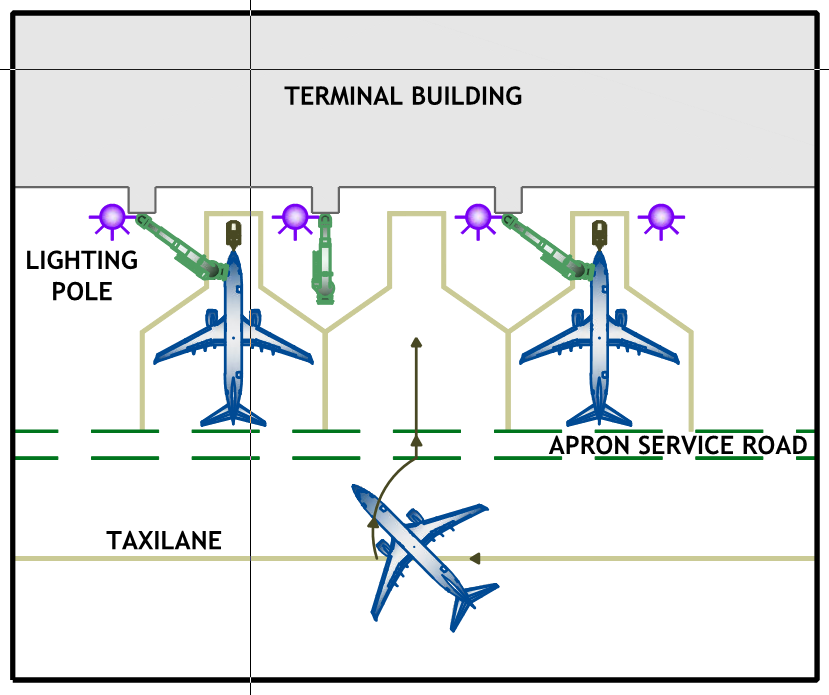 TERMINAL BUILDING
LIGHTING
POLE
APRON SERVICE ROAD
TAXILANE